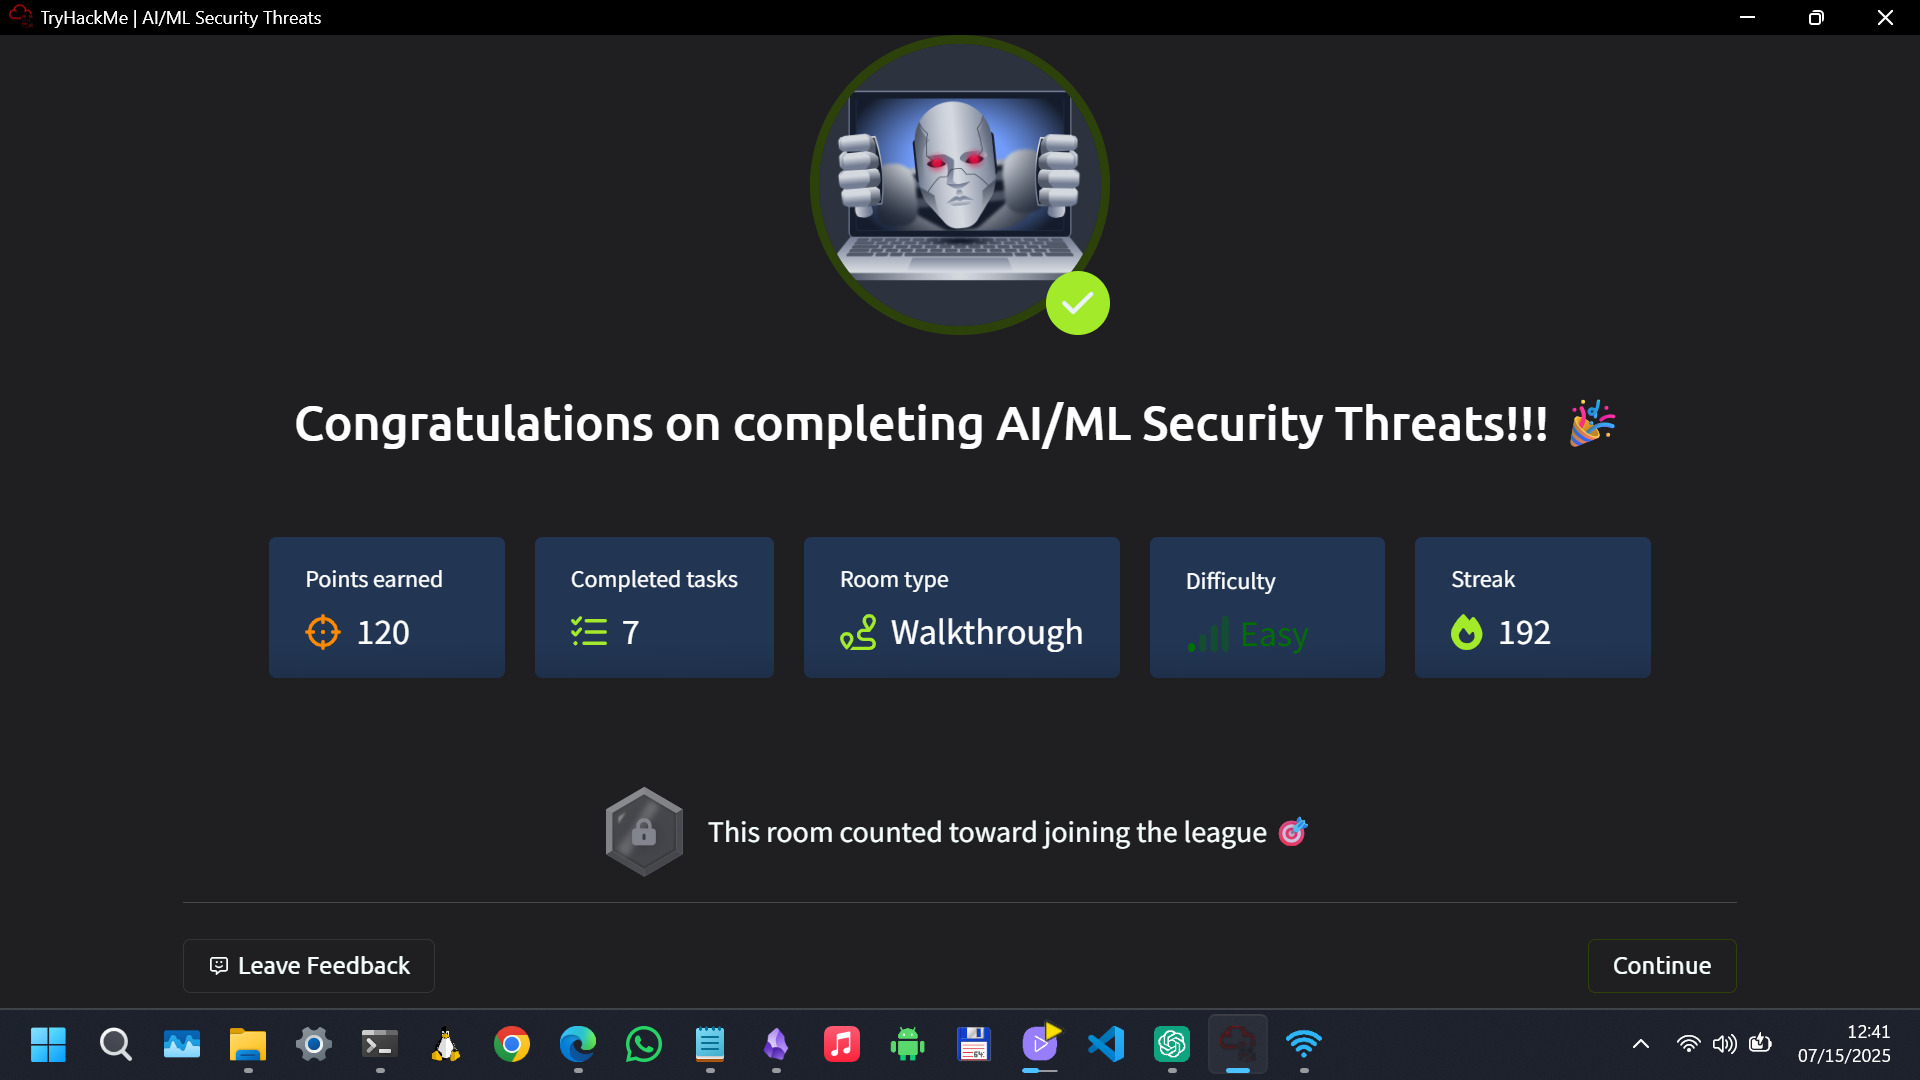 TryHackMe | AI/ML Security Threats
Congratulations on completing AI/ML Security Threats!!! 🎉
Points earned
120
Completed tasks
7
Room type
Walkthrough
Difficulty
Easy
Streak
192
This room counted toward joining the league 🎯
Leave Feedback
Continue
64
12:41
07/15/2025